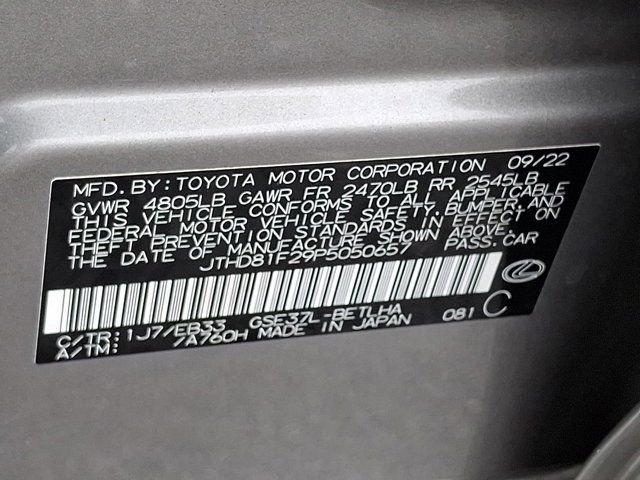 MFD. BY: TOYOTA MOTOR CORPORATION 09/22
GVWR 4805LB GAWR FR 2470LB RR 2545LB
THIS VEHICLE CONFORMS TO ALL APPLICABLE
FEDERAL MOTOR VEHICLE SAFETY, BUMPER, AND
THEFT PREVENTION STANDARDS IN EFFECT ON
THE DATE OF MANUFACTURE SHOWN ABOVE.
JTHD81F29P5050657 PASS. CAR
C/TR: 1J7/EB33 GSE37L-BETLHA 081 C
A/TM: /A760H MADE IN JAPAN